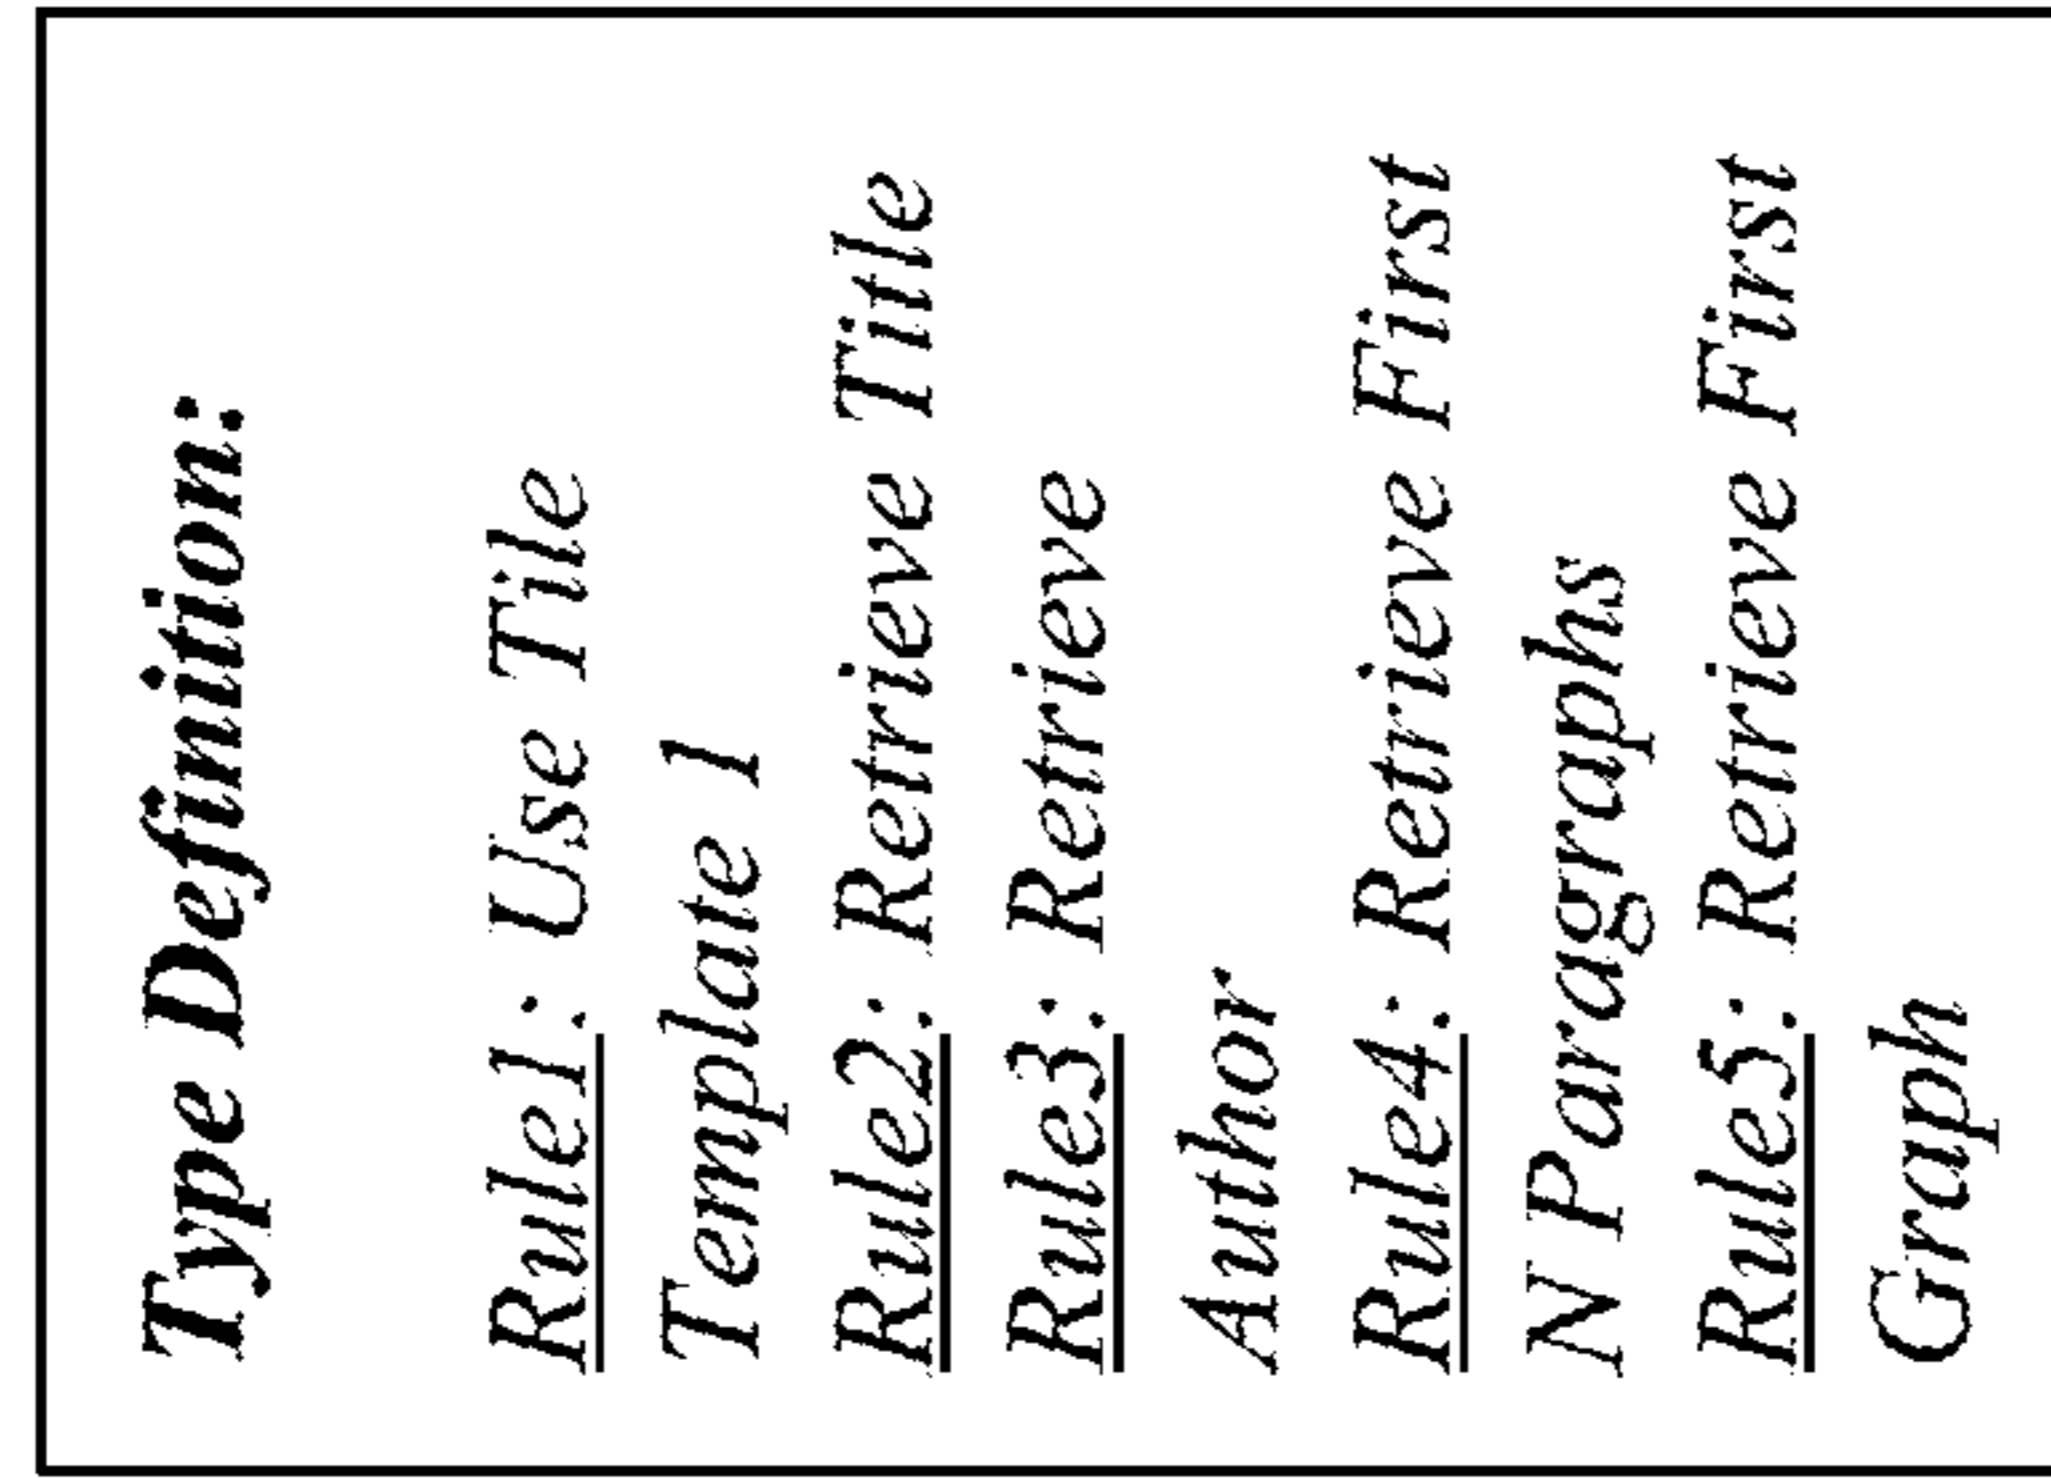 Type Definition:
Rule1: Use Tile
Template 1
Rule2: Retrieve Title
Rule3: Retrieve
Author
Rule4: Retrieve First
N Paragraphs
Rule5: Retrieve First
Graph